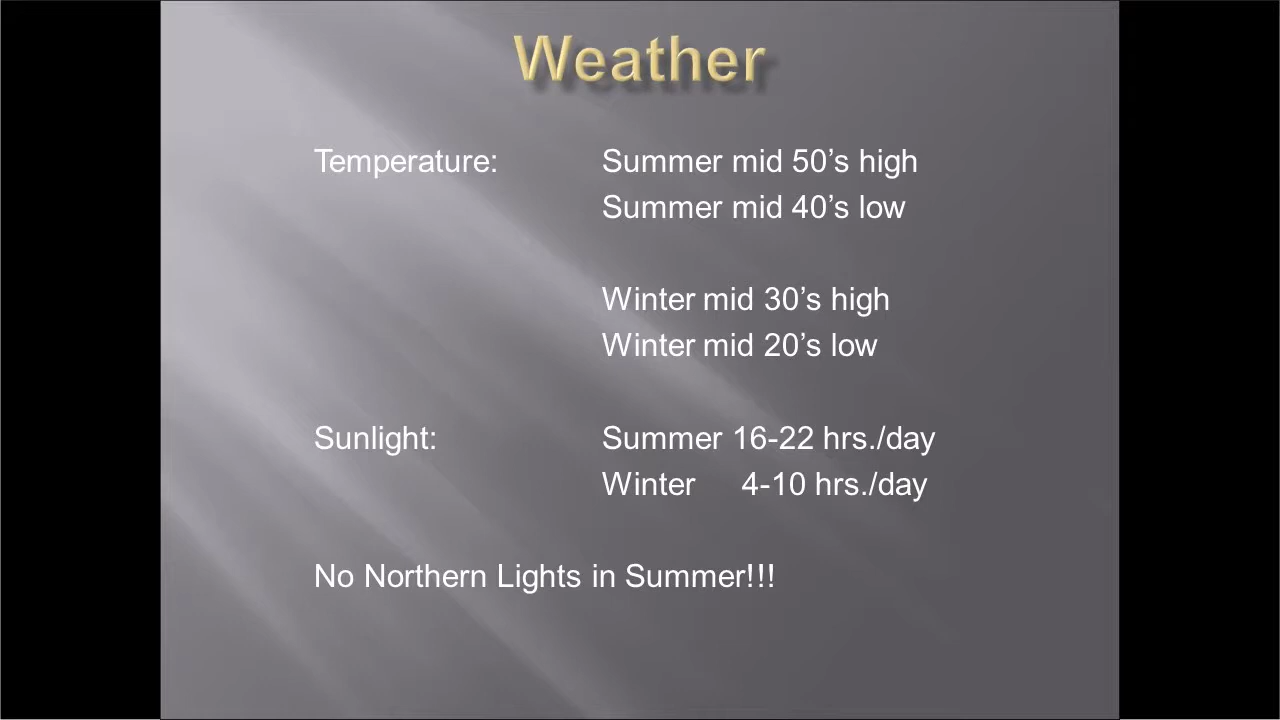 Weather
Temperature: Summer mid 50’s high
Summer mid 40’s low
Winter mid 30’s high
Winter mid 20’s low
Sunlight: Summer 16-22 hrs./day
Winter 4-10 hrs./day
No Northern Lights in Summer!!!